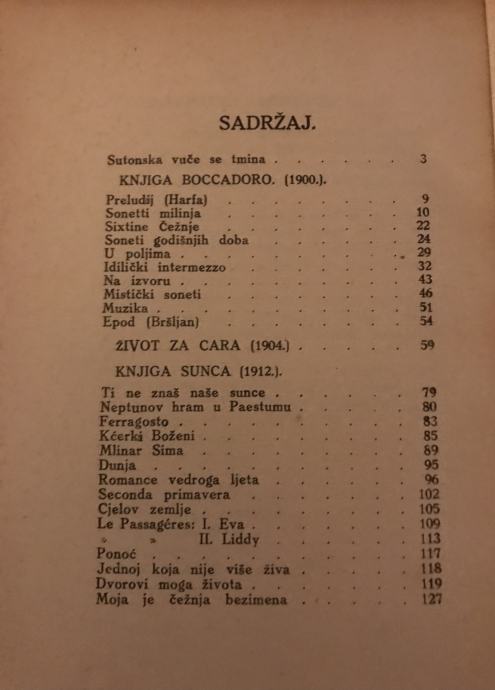 SADRŽAJ.
Sutonska vuče se tmina . . . . . . 3
KNJIGA BOCCADORO. (1900.).
Preludij (Harfa) . . . . . . . . 9
Sonetti milinja . . . . . . . . 10
Sixtine Čežnje . . . . . . . . 22
Soneti godišnjih doba . . . . . . . 24
U poljima . . . . . . . . . . 29
Idilički intermezzo . . . . . . . 32
Na izvoru . . . . . . . . . . 43
Mistički soneti . . . . . . . . 46
Muzika . . . . . . . . . . 51
Epod (Bršljan) . . . . . . . . 54
ŽIVOT ZA CARA (1904.) . . . . . 59
KNJIGA SUNCA (1912.).
Ti ne znaš naše sunce . . . . . . . 79
Neptunov hram u Paestumu . . . . . 80
Ferragosto . . . . . . . . . . 83
Kćerki Boženi . . . . . . . . . 85
Mlinar Sima . . . . . . . . . 89
Dunja . . . . . . . . . . . 95
Romance vedroga ljeta . . . . . . . 96
Seconda primavera . . . . . . . 102
Cjelov zemlje . . . . . . . . . 105
Le Passagéres: I. Eva . . . . . . . 109
» » II. Liddy . . . . . . 113
Ponoć . . . . . . . . . . . 117
Jednoj koja nije više živa . . . . . 118
Dvorovi moga života . . . . . . . 119
Moja je čežnja bezimena . . . . . 127